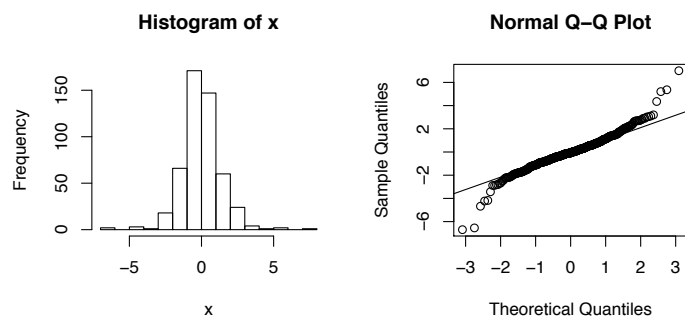 Histogram of x
Frequency
150
50
0
−5
0
5
x
Normal Q−Q Plot
Sample Quantiles
6
2
−2
−6
−3
−2
−1
0
1
2
3
Theoretical Quantiles